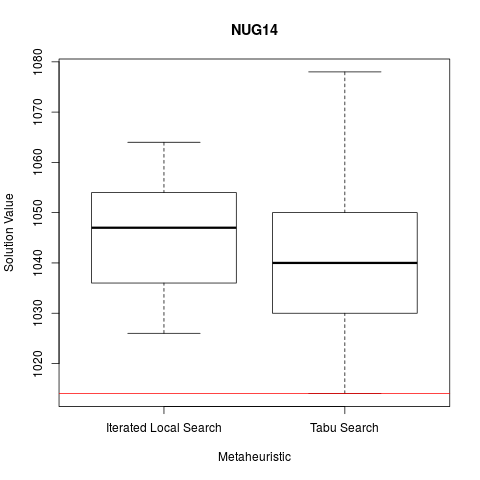 NUG14
Solution Value
1080
1070
1060
1050
1040
1030
1020
Iterated Local Search
Tabu Search
Metaheuristic